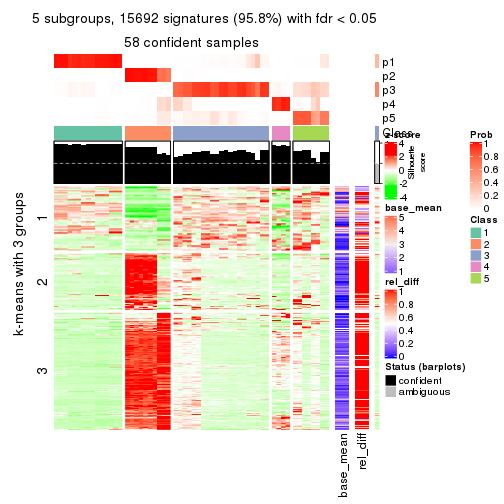 5 subgroups, 15692 signatures (95.8%) with fdr < 0.05
58 confident samples
p1
p2
p3
p4
p5
Class
k-means with 3 groups
1
2
3
base_mean
rel_diff
z-score
4
2
0
-2
-4
Silhouette
score
base_mean
5
4
3
2
1
rel_diff
1
0.8
0.6
0.4
0.2
0
Status (barplots)
confident
ambiguous
Prob
1
0.8
0.6
0.4
0.2
0
Class
1
2
3
4
5